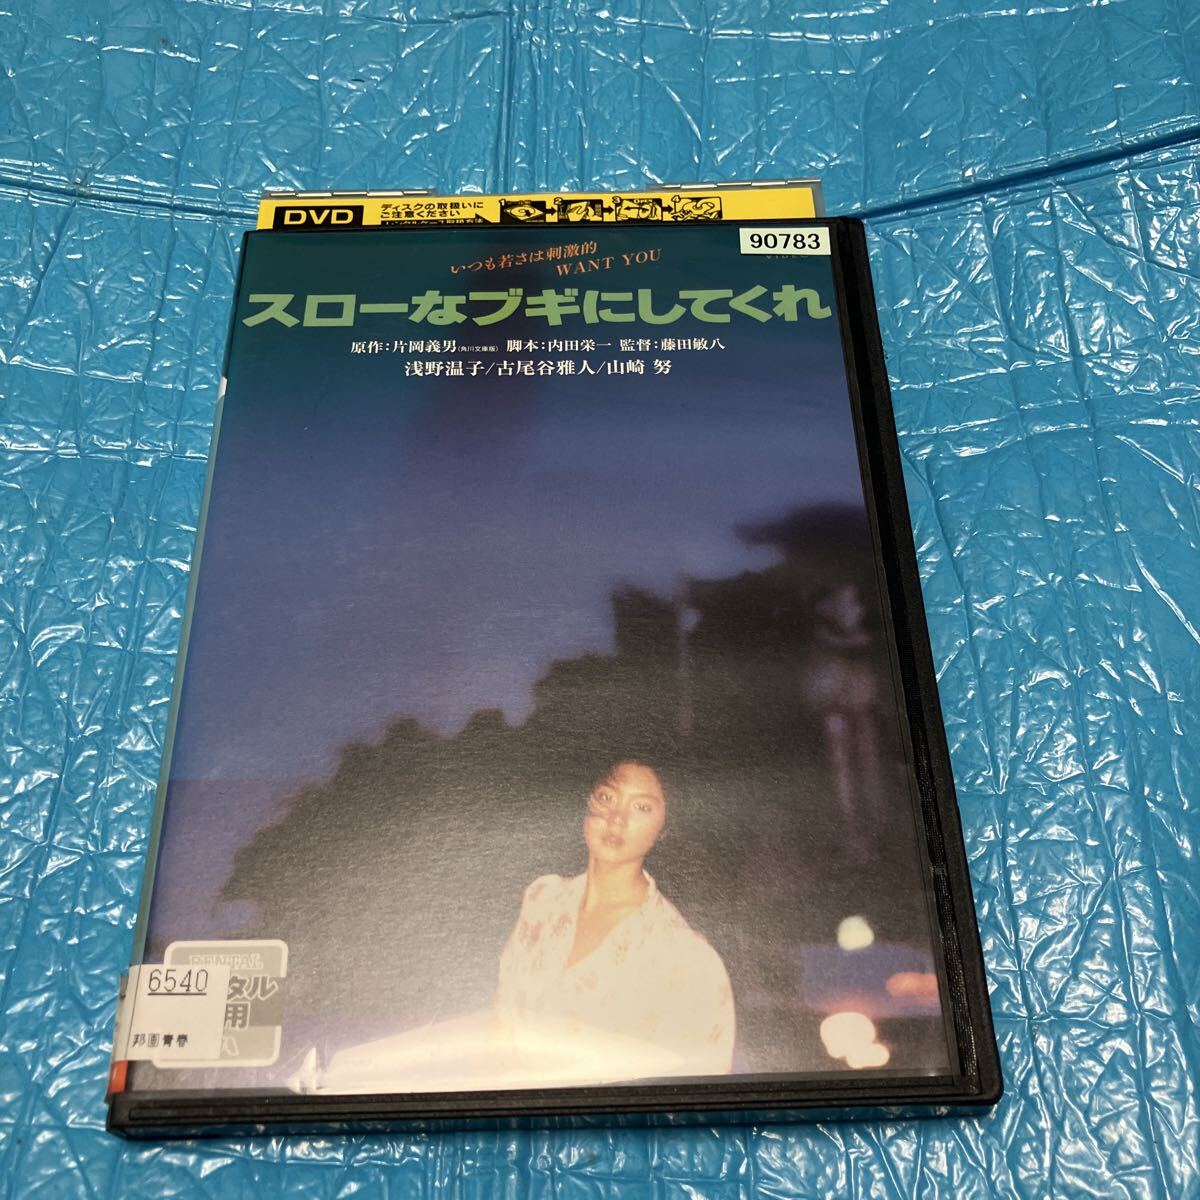 DVD
ディスクの取扱いに
ご注意ください
90783
いつも若さは刺激的
WANT YOU
スローなブギにしてくれ
原作:片岡義男(角川文庫版) 脚本:内田栄一 監督:藤田敏八
浅野温子/古尾谷雅人/山崎 努
RENTAL
タル
用
6540
邦画青春